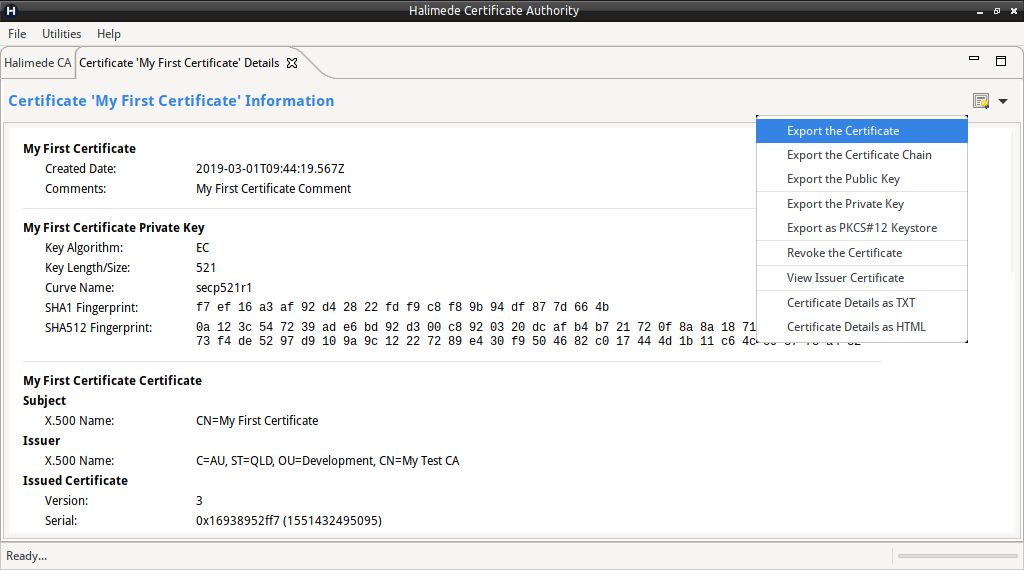 H
Halimede Certificate Authority
File Utilities Help
Halimede CA
Certificate 'My First Certificate' Details
Certificate 'My First Certificate' Information
Export the Certificate
Export the Certificate Chain
Export the Public Key
Export the Private Key
Export as PKCS#12 Keystore
Revoke the Certificate
View Issuer Certificate
Certificate Details as TXT
Certificate Details as HTML
My First Certificate
Created Date: 2019-03-01T09:44:19.567Z
Comments: My First Certificate Comment
My First Certificate Private Key
Key Algorithm: EC
Key Length/Size: 521
Curve Name: secp521r1
SHA1 Fingerprint: f7 ef 16 a3 af 92 d4 28 22 fd f9 c8 f8 9b 94 df 87 7d 66 4b
SHA512 Fingerprint: 0a 12 3c 54 72 39 ad e6 bd 92 d3 00 c8 92 03 20 dc af b4 b7 21 72 0f 8a 8a 18 71
73 f4 de 52 97 d9 10 9a 9c 12 22 72 89 e4 30 f9 50 46 82 c0 17 44 4d 1b 11 c6 4c
My First Certificate Certificate
Subject
X.500 Name: CN=My First Certificate
Issuer
X.500 Name: C=AU, ST=QLD, OU=Development, CN=My Test CA
Issued Certificate
Version: 3
Serial: 0x16938952ff7 (1551432495095)
Ready...